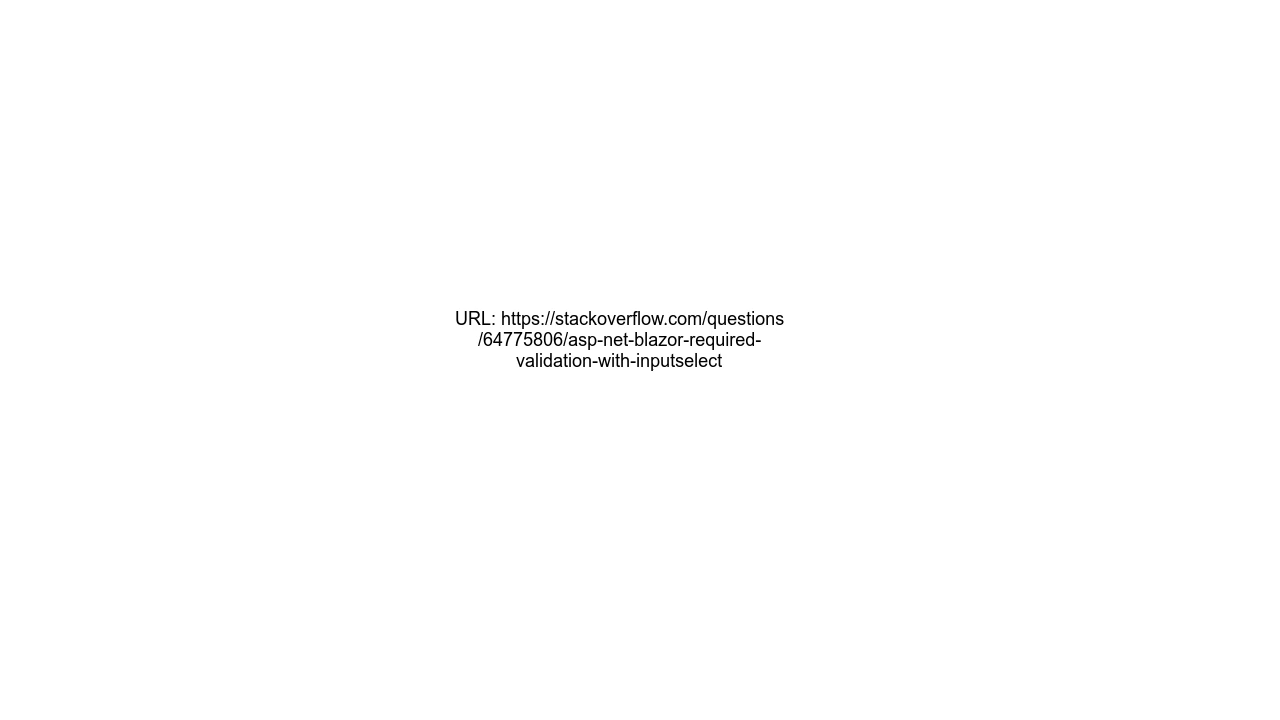 URL: https://stackoverflow.com/questions
/64775806/asp-net-blazor-required-
validation-with-inputselect